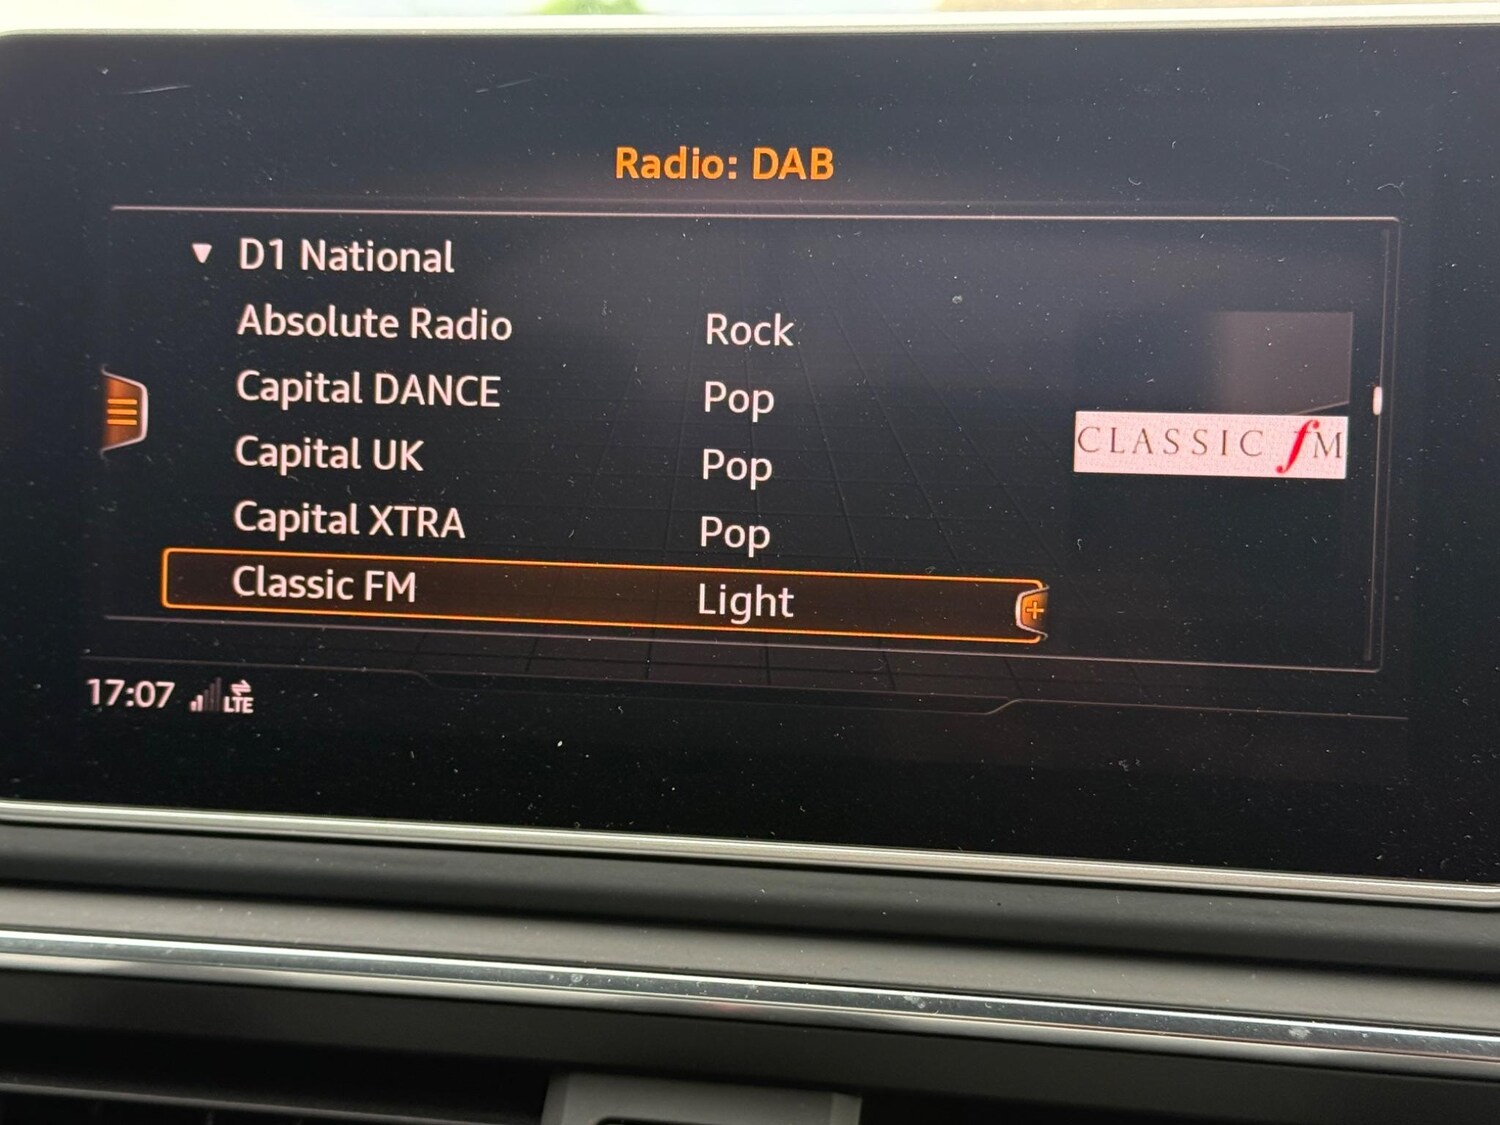 Radio: DAB
D1 National
Absolute Radio Rock
Capital DANCE Pop
Capital UK Pop
Capital XTRA Pop
Classic FM Light
CLASSIC fM
17:07 LTE